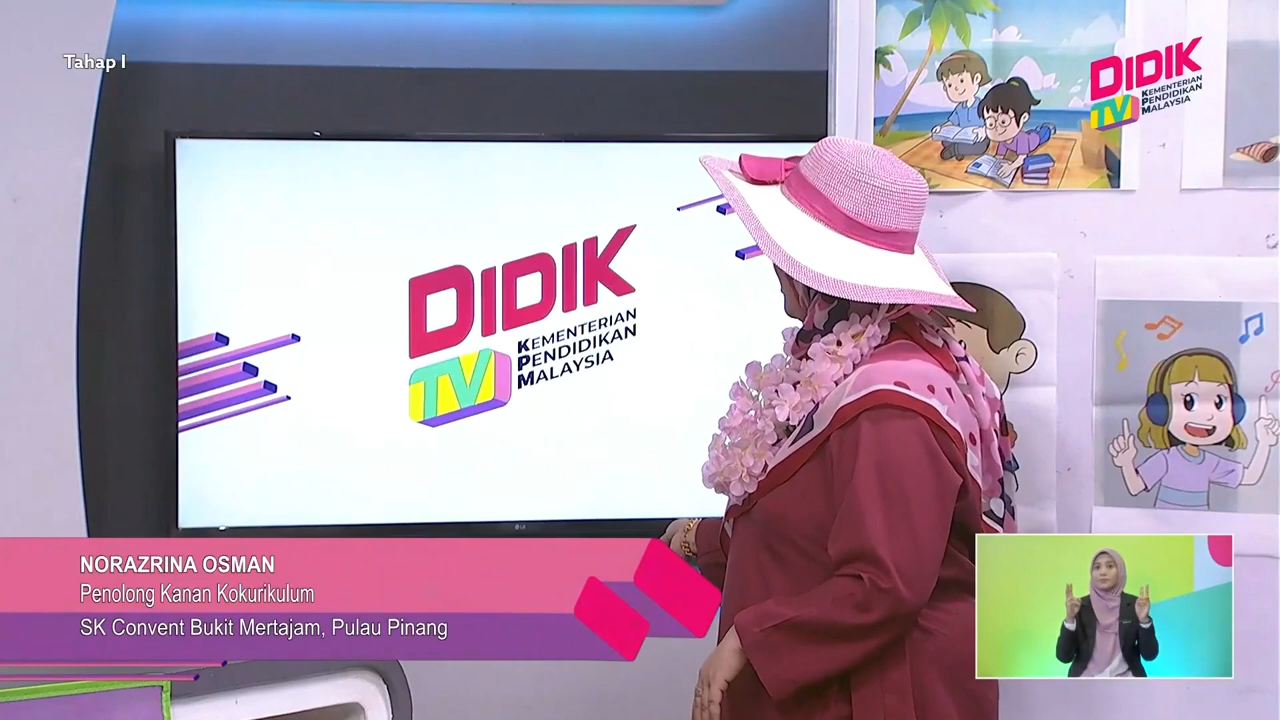 Tahap I
DIDIK
TV
KEMENTERIAN
PENDIDIKAN
MALAYSIA
DIDIK
TV
KEMENTERIAN
PENDIDIKAN
MALAYSIA
LG
NORAZRINA OSMAN
Penolong Kanan Kokurikulum
SK Convent Bukit Mertajam, Pulau Pinang